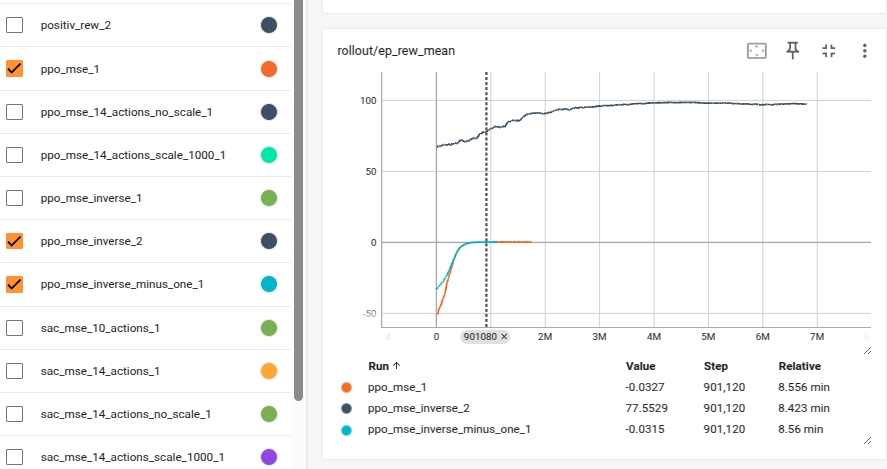 positiv_rew_2
ppo_mse_1
ppo_mse_14_actions_no_scale_1
ppo_mse_14_actions_scale_1000_1
ppo_mse_inverse_1
ppo_mse_inverse_2
ppo_mse_inverse_minus_one_1
sac_mse_10_actions_1
sac_mse_14_actions_1
sac_mse_14_actions_no_scale_1
sac_mse_14_actions_scale_1000_1
rollout/ep_rew_mean
100
50
0
-50
0 901080 2M 3M 4M 5M 6M 7M
Run Value Step Relative
ppo_mse_1 -0.0327 901,120 8.556 min
ppo_mse_inverse_2 77.5529 901,120 8.423 min
ppo_mse_inverse_minus_one_1 -0.0315 901,120 8.56 min